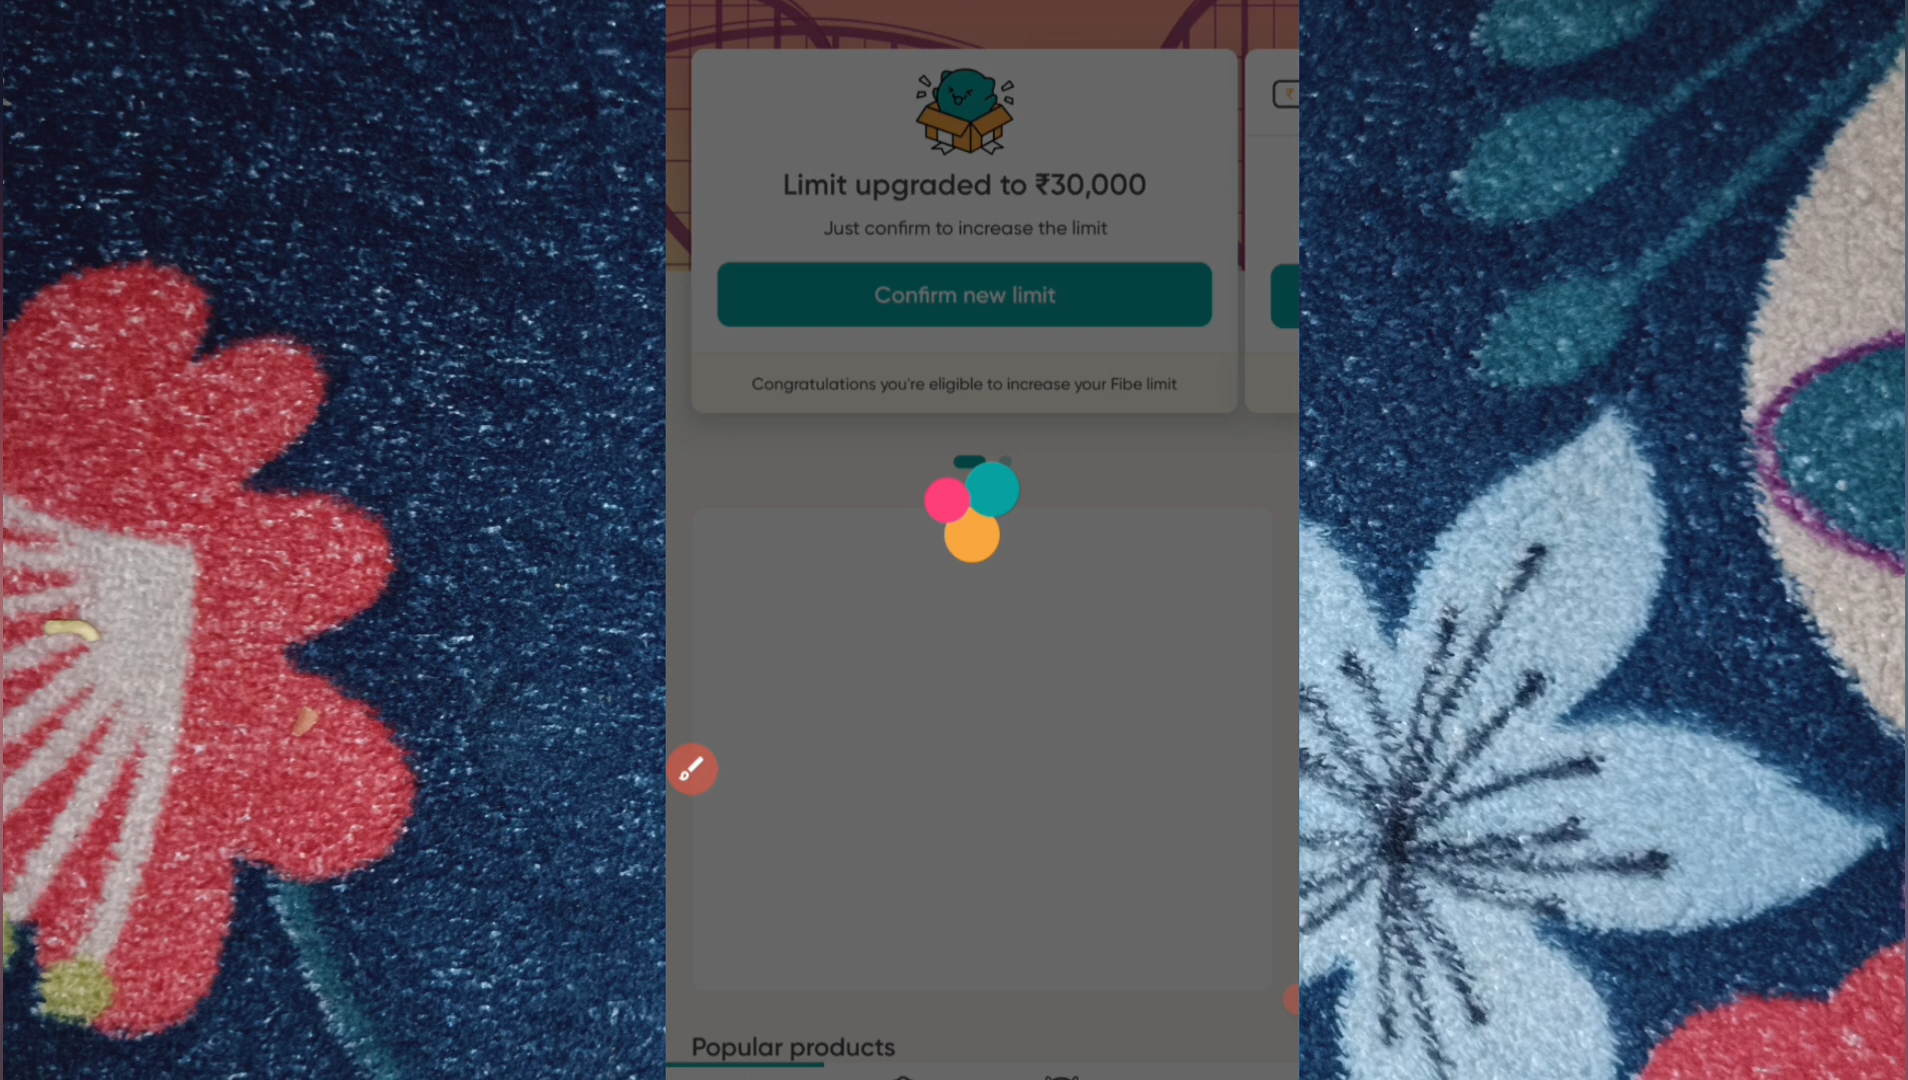 Limit upgraded to ₹30,000
Just confirm to increase the limit
Confirm new limit
Congratulations you're eligible to increase your Fibe limit
Popular products